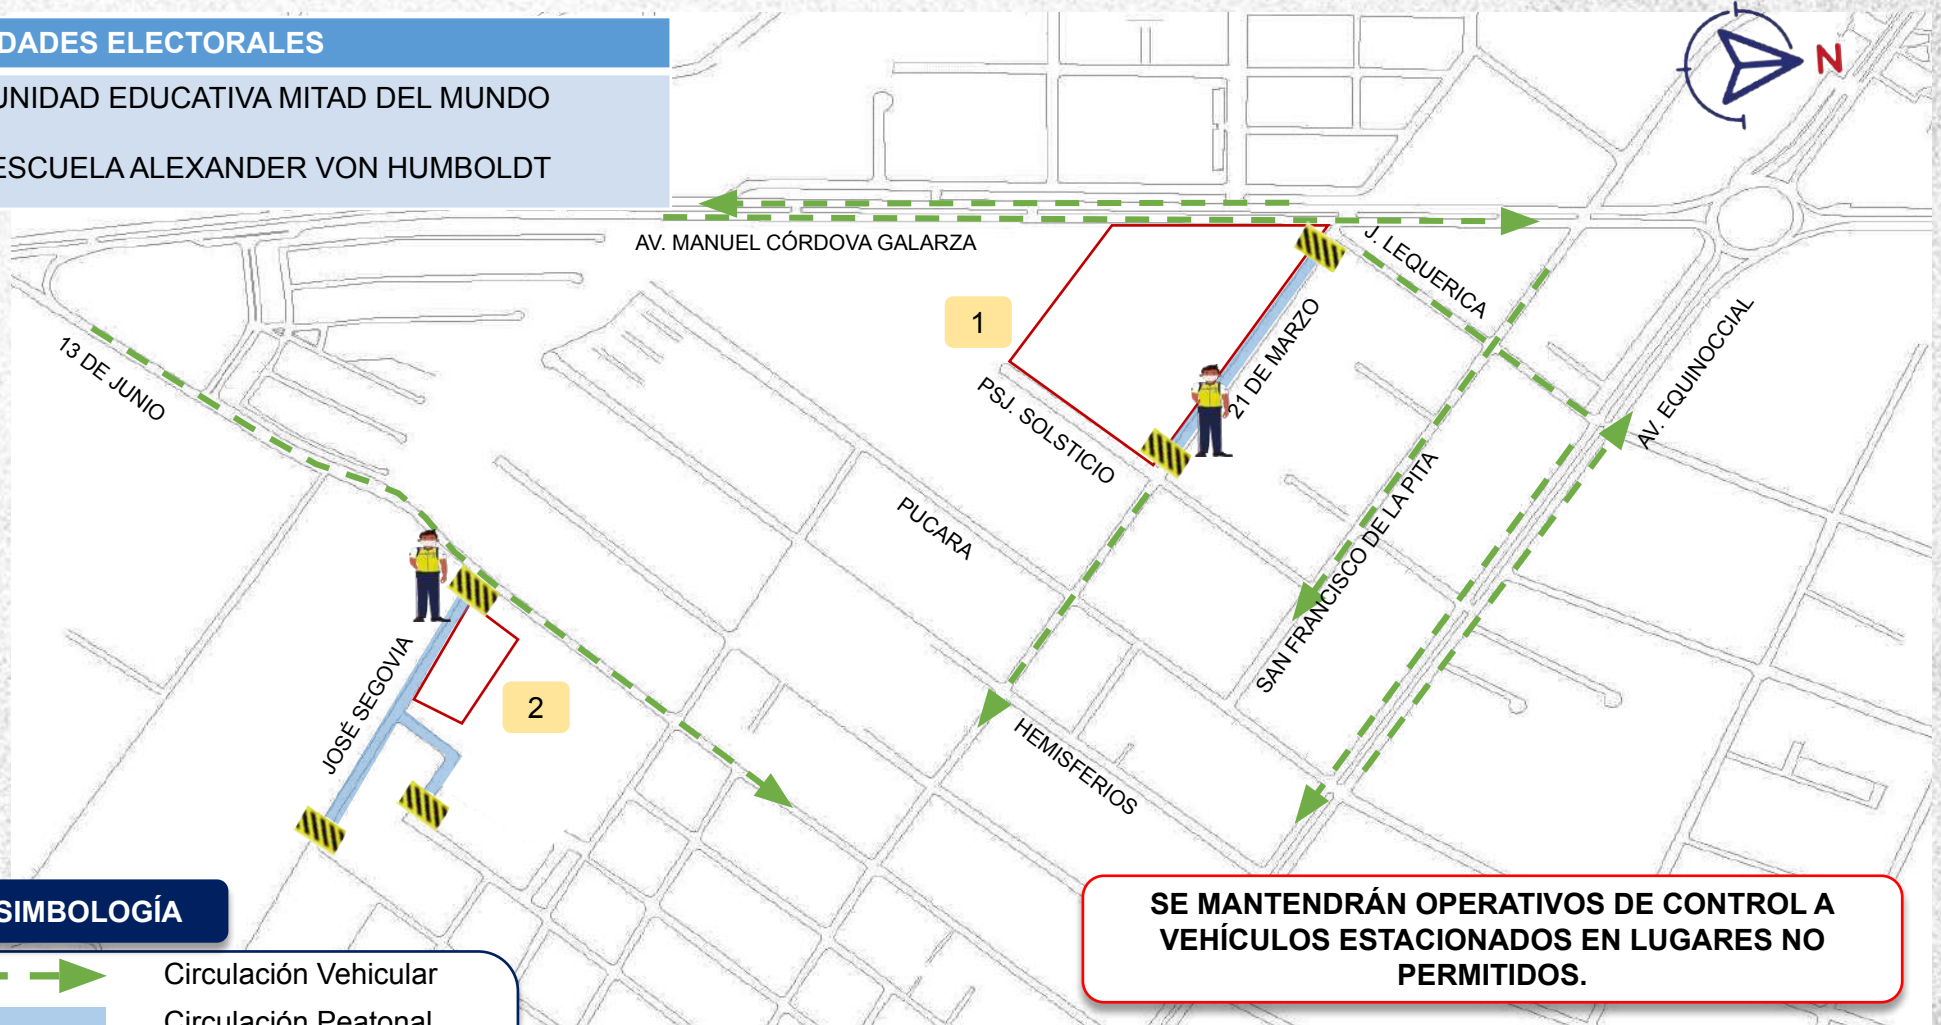 DADES ELECTORALES
UNIDAD EDUCATIVA MITAD DEL MUNDO
ESCUELA ALEXANDER VON HUMBOLDT
N
AV. MANUEL CÓRDOVA GALARZA
J. LEQUERICA
1
21 DE MARZO
AV. EQUINOCCIAL
13 DE JUNIO
PSJ. SOLSTICIO
PUCARA
SAN FRANCISCO DE LA PITA
JOSÉ SEGOVIA
2
HEMISFERIOS
SIMBOLOGÍA
Circulación Vehicular
Circulación Peatonal
SE MANTENDRÁN OPERATIVOS DE CONTROL A
VEHÍCULOS ESTACIONADOS EN LUGARES NO
PERMITIDOS.